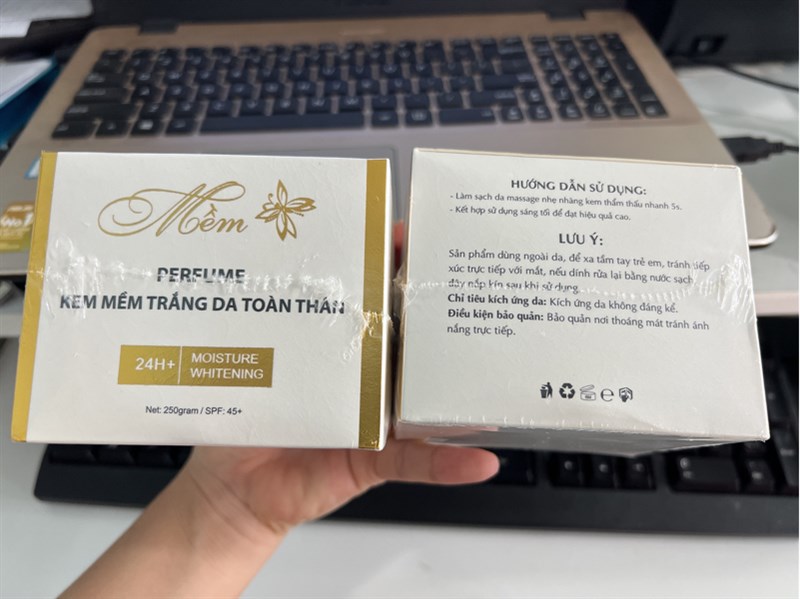 Mềm
PERFUME
KEM MỀM TRẮNG DA TOÀN THÂN
24H+
MOISTURE
WHITENING
Net: 250gram / SPF: 45+
HƯỚNG DẪN SỬ DỤNG:
- Làm sạch da massage nhẹ nhàng kem thẩm thấu nhanh 5s.
- Kết hợp sử dụng sáng tối để đạt hiệu quả cao.
LƯU Ý:
Sản phẩm dùng ngoài da, để xa tầm tay trẻ em, tránh tiếp
xúc trực tiếp với mắt, nếu dính rửa lại bằng nước sạch
đậy nắp kín sau khi sử dụng.
Chỉ tiêu kích ứng da: Kích ứng da không đáng kể.
Điều kiện bảo quản: Bảo quản nơi thoáng mát tránh ánh
nắng trực tiếp.